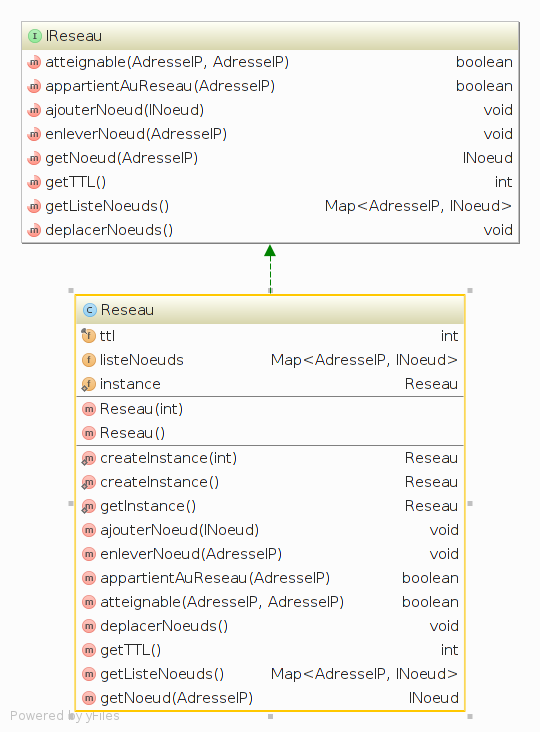 IReseau
atteignable(AdresseIP, AdresseIP) boolean
appartientAuReseau(AdresseIP) boolean
ajouterNoeud(INoeud) void
enleverNoeud(AdresseIP) void
getNoeud(AdresseIP) INoeud
getTTL() int
getListeNoeuds() Map<AdresseIP, INoeud>
deplacerNoeuds() void
Reseau
ttl int
listeNoeuds Map<AdresseIP, INoeud>
instance Reseau
Reseau(int)
Reseau()
createInstance(int) Reseau
createInstance() Reseau
getInstance() Reseau
ajouterNoeud(INoeud) void
enleverNoeud(AdresseIP) void
appartientAuReseau(AdresseIP) boolean
atteignable(AdresseIP, AdresseIP) boolean
deplacerNoeuds() void
getTTL() int
getListeNoeuds() Map<AdresseIP, INoeud>
getNoeud(AdresseIP) INoeud
Powered by yFiles